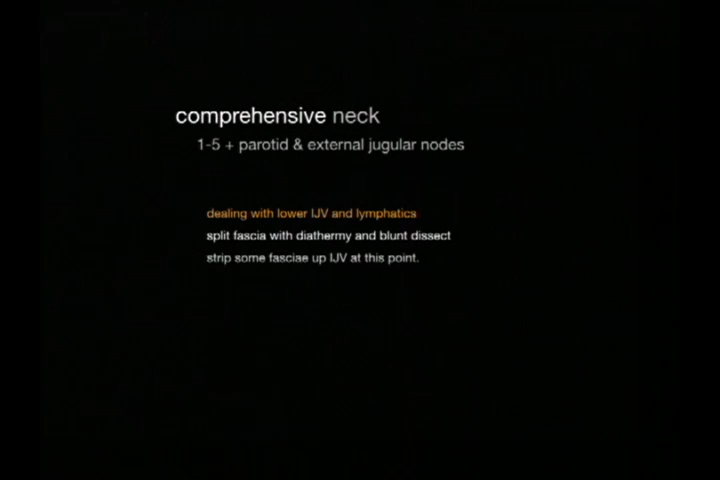 comprehensive neck
1-5 + parotid & external jugular nodes
dealing with lower IJV and lymphatics
split fascia with diathermy and blunt dissect
strip some fasciae up IJV at this point.